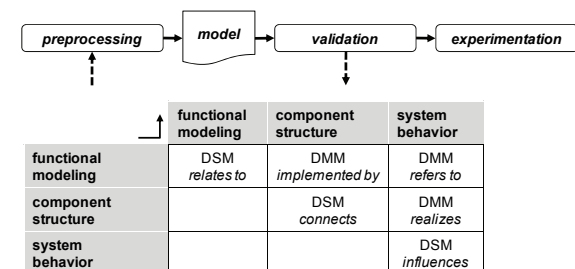 preprocessing
model
validation
experimentation
functional modeling
component structure
system behavior
functional modeling
DSM
relates to
DMM
implemented by
DMM
refers to
component structure
DSM
connects
DMM
realizes
system behavior
DSM
influences